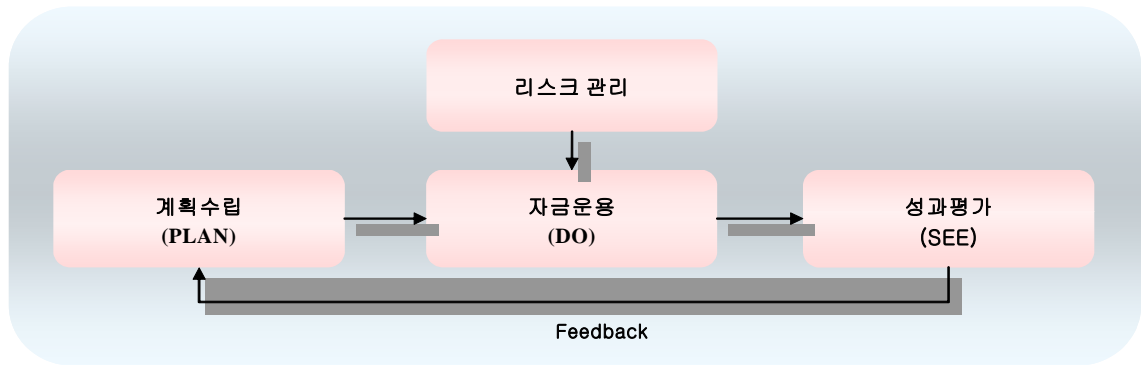 리스크 관리
계획수립
(PLAN)
자금운용
(DO)
성과평가
(SEE)
Feedback